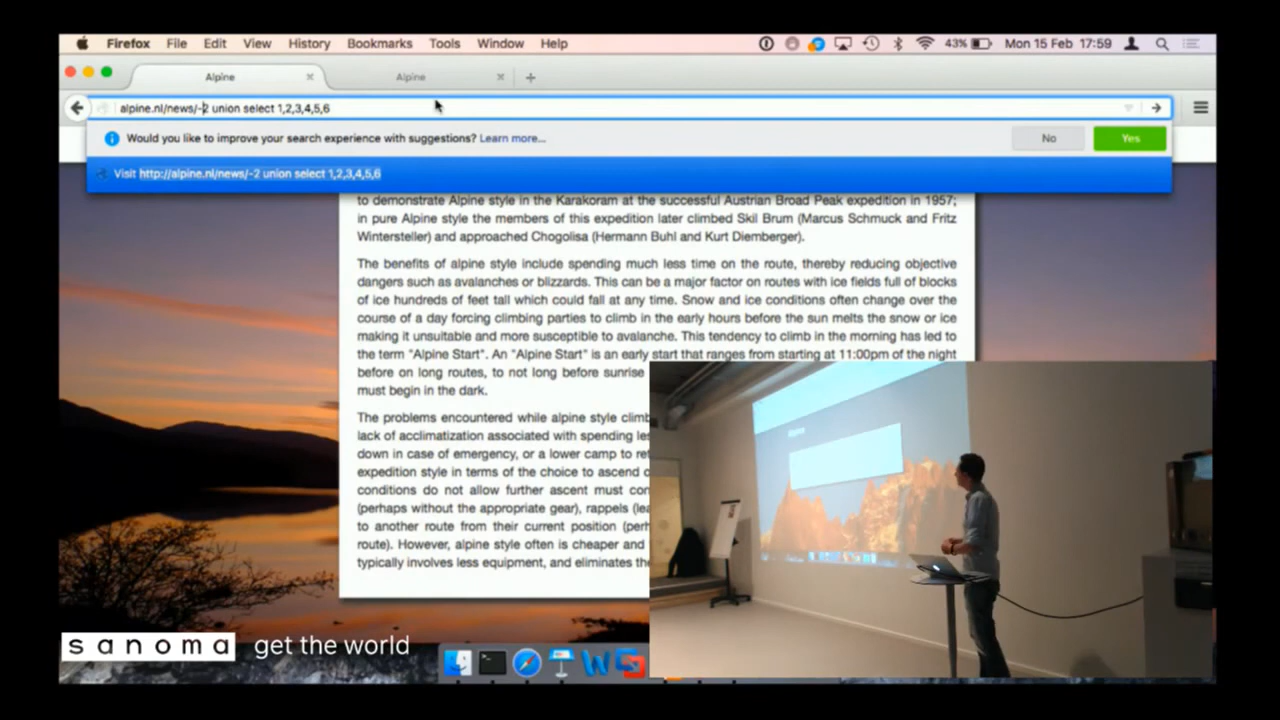 Firefox File Edit View History Bookmarks Tools Window Help 43% Mon 15 Feb 17:59
Alpine Alpine
alpine.nl/news/-2 union select 1,2,3,4,5,6
Would you like to improve your search experience with suggestions? Learn more... No Yes
Visit http://alpine.nl/news/-2 union select 1,2,3,4,5,6
to demonstrate Alpine style in the Karakoram at the successful Austrian Broad Peak expedition in 1957;
in pure Alpine style the members of this expedition later climbed Skil Brum (Marcus Schmuck and Fritz
Wintersteller) and approached Chogolisa (Hermann Buhl and Kurt Diemberger).
The benefits of alpine style include spending much less time on the route, thereby reducing objective
dangers such as avalanches or blizzards. This can be a major factor on routes with ice fields full of blocks
of ice hundreds of feet tall which could fall at any time. Snow and ice conditions often change over the
course of a day forcing climbing parties to climb in the early hours before the sun melts the snow or ice
making it unsuitable and more susceptible to avalanche. This tendency to climb in the morning has led to
the term "Alpine Start". An "Alpine Start" is an early start that ranges from starting at 11:00pm of the night
before on long routes, to not long before sunrise
must begin in the dark.
The problems encountered while alpine style climb
lack of acclimatization associated with spending les
down in case of emergency, or a lower camp to ret
expedition style in terms of the choice to ascend o
conditions do not allow further ascent must con
(perhaps without the appropriate gear), rappels (lea
to another route from their current position (perh
route). However, alpine style often is cheaper and
typically involves less equipment, and eliminates the
sanoma get the world